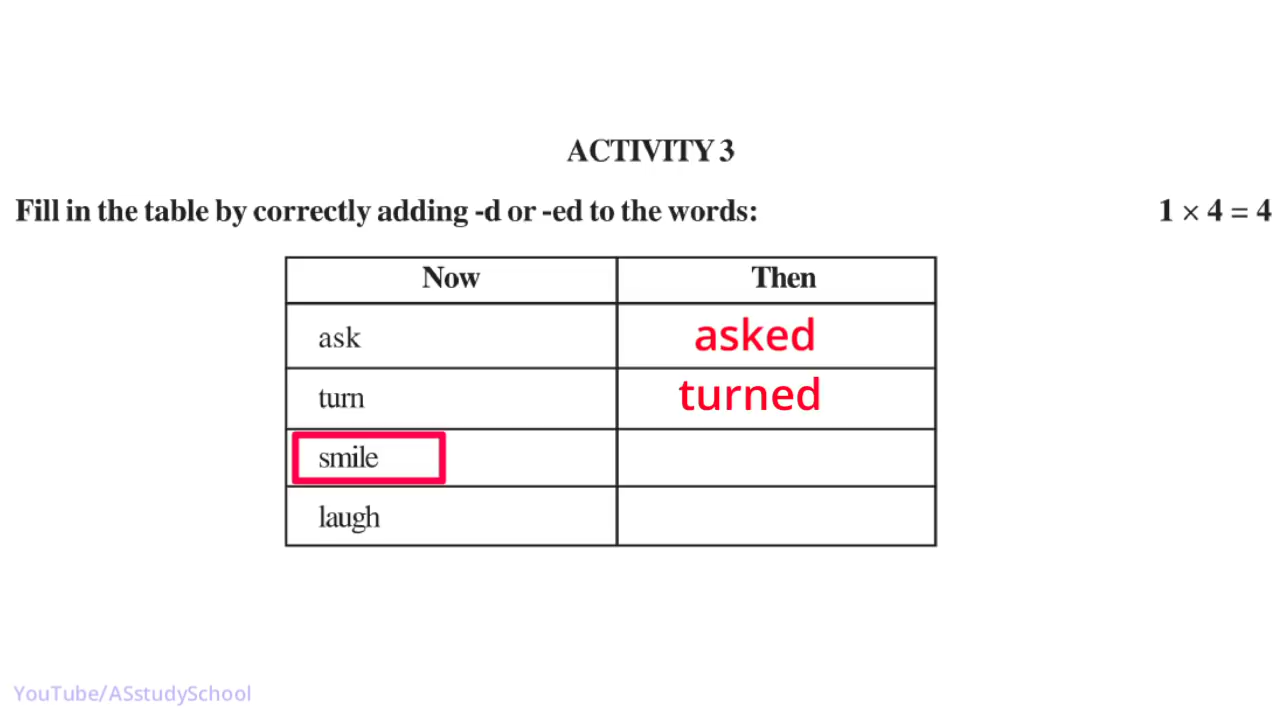 ACTIVITY 3
Fill in the table by correctly adding -d or -ed to the words: 1 × 4 = 4
Now Then
ask asked
turn turned
smile
laugh
YouTube/ASstudySchool